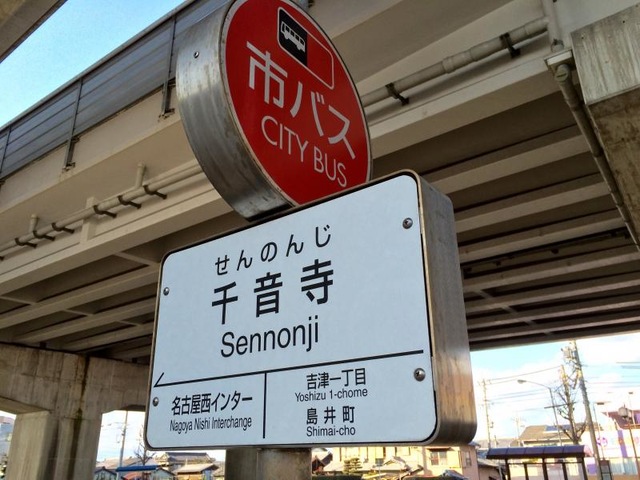 市バス
CITY BUS
せんのんじ
千音寺
Sennonji
名古屋西インター
Nagoya Nishi Interchange
吉津一丁目
Yoshizu 1-chome
島井町
Shimai-cho